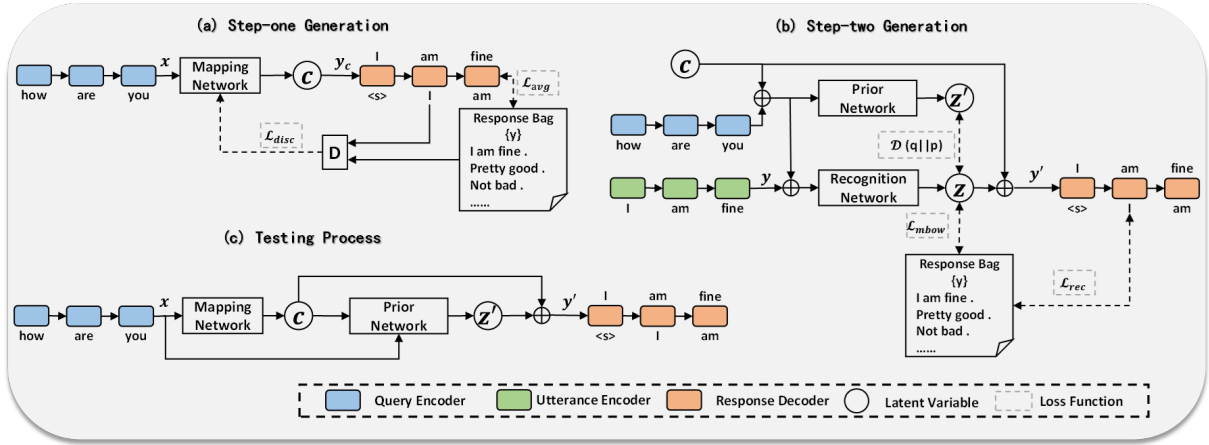 (a) Step-one Generation
x
Mapping
Network
c
y_c
I
am
fine
how
are
you
<s>
I
am
ℒ_avg
ℒ_disc
D
Response Bag
{y}
I am fine .
Pretty good .
Not bad .
......
(b) Step-two Generation
c
Prior
Network
z'
how
are
you
𝒟 (q||p)
y
Recognition
Network
z
y'
I
am
fine
I
am
fine
<s>
I
am
ℒ_mbow
Response Bag
{y}
I am fine .
Pretty good .
Not bad .
......
ℒ_rec
(c) Testing Process
x
Mapping
Network
c
Prior
Network
z'
y'
I
am
fine
how
are
you
<s>
I
am
Query Encoder
Utterance Encoder
Response Decoder
Latent Variable
Loss Function